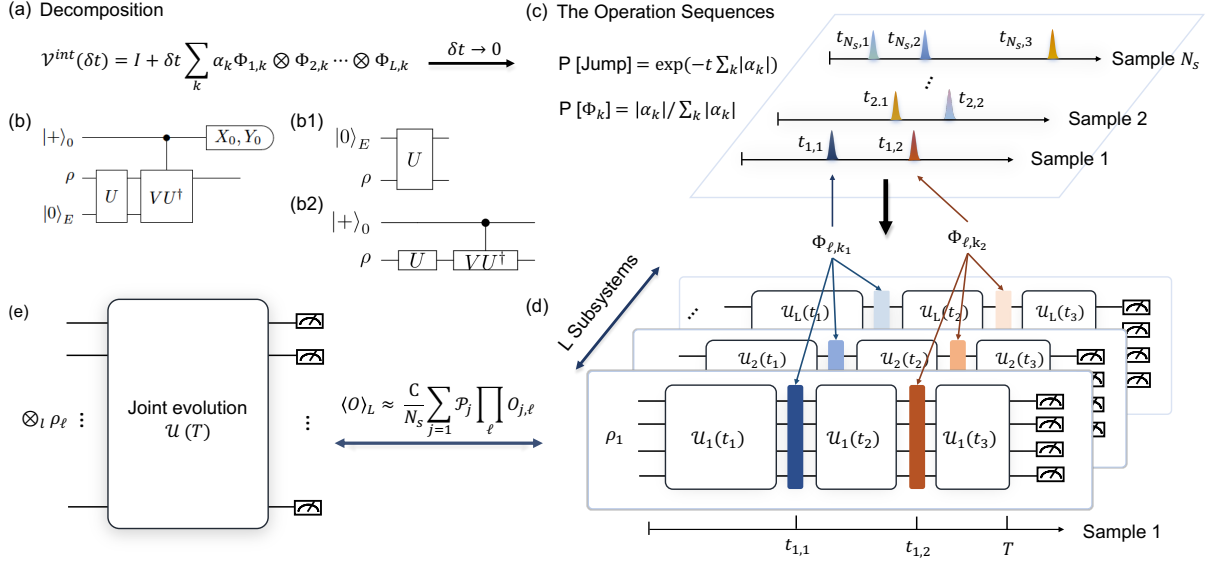 (a) Decomposition
𝒱^{int}(δt) = I + δt ∑_k α_k Φ_{1,k} ⊗ Φ_{2,k} ⋯ ⊗ Φ_{L,k}
δt → 0
(b)
|+⟩_0
X_0, Y_0
ρ
U
VU†
|0⟩_E
(b1)
|0⟩_E
U
ρ
(b2)
|+⟩_0
ρ
U
VU†
(c) The Operation Sequences
P [Jump] = exp(−t ∑_k|α_k|)
P [Φ_k] = |α_k|/ ∑_k|α_k|
t_{N_s,1}
t_{N_s,2}
t_{N_s,3}
Sample N_s
⋯
t_{2.1}
t_{2,2}
Sample 2
t_{1,1}
t_{1,2}
Sample 1
Φ_{ℓ,k_1}
Φ_{ℓ,k_2}
(d)
L Subsystems
⋯
𝒰_L(t_1)
𝒰_L(t_2)
𝒰_L(t_3)
𝒰_2(t_1)
𝒰_2(t_2)
𝒰_2(t_3)
ρ_1
𝒰_1(t_1)
𝒰_1(t_2)
𝒰_1(t_3)
t_{1,1}
t_{1,2}
T
Sample 1
(e)
⊗_l ρ_ℓ ⋮
Joint evolution
𝒰 (T)
⋮
⟨O⟩_L ≈ C/N_s ∑_{j=1} 𝒫_j ∏_ℓ O_{j,ℓ}